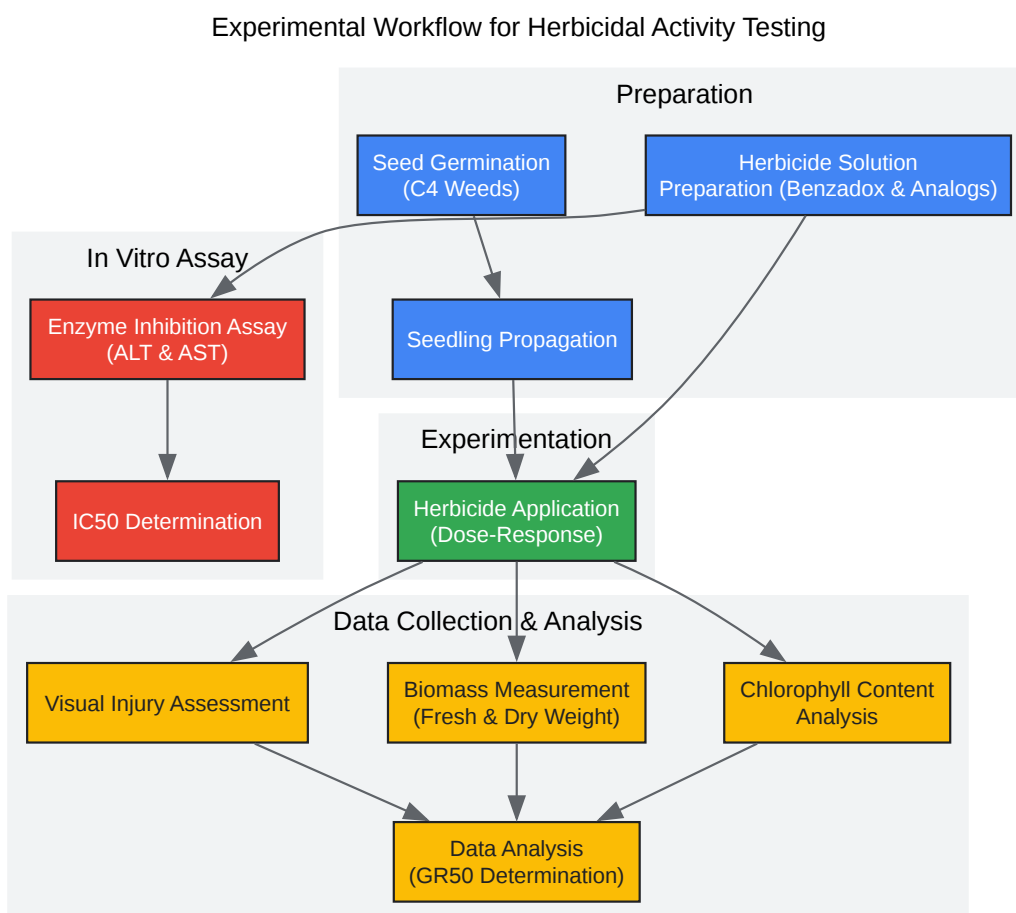 Experimental Workflow for Herbicidal Activity Testing
Preparation
Seed Germination
(C4 Weeds)
Herbicide Solution
Preparation (Benzadox & Analogs)
In Vitro Assay
Enzyme Inhibition Assay
(ALT & AST)
Seedling Propagation
Experimentation
IC50 Determination
Herbicide Application
(Dose-Response)
Data Collection & Analysis
Visual Injury Assessment
Biomass Measurement
(Fresh & Dry Weight)
Chlorophyll Content
Analysis
Data Analysis
(GR50 Determination)